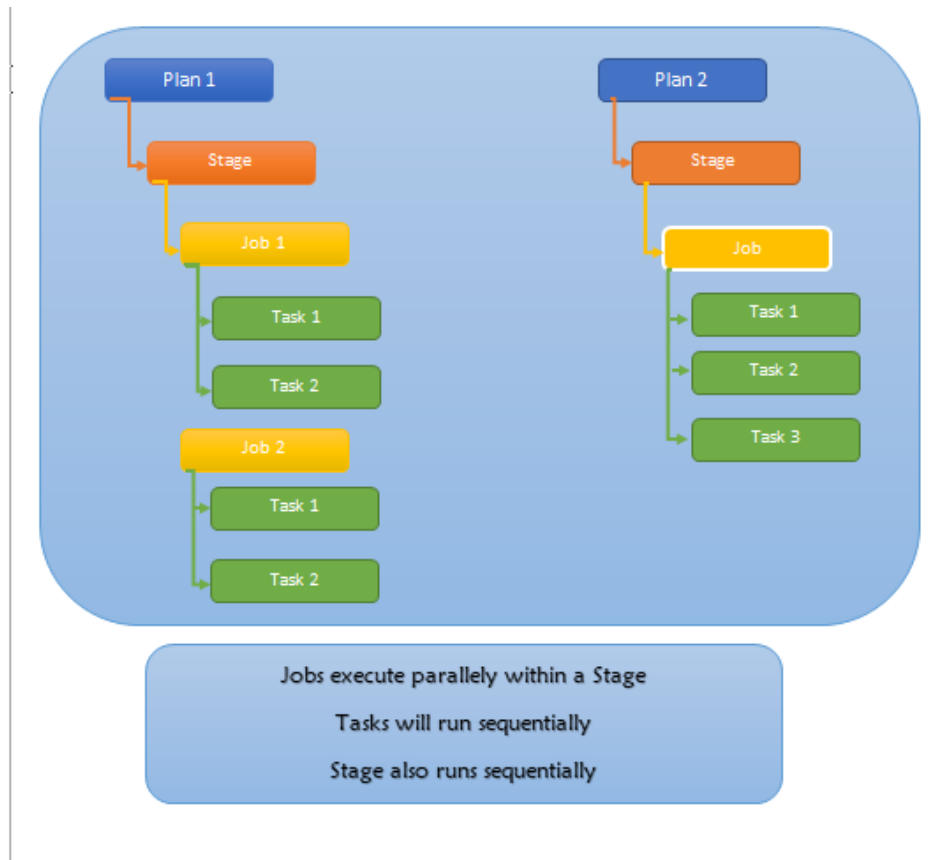 Plan 1
Stage
Job 1
Task 1
Task 2
Job 2
Task 1
Task 2
Plan 2
Stage
Job
Task 1
Task 2
Task 3
Jobs execute parallely within a Stage
Tasks will run sequentially
Stage also runs sequentially